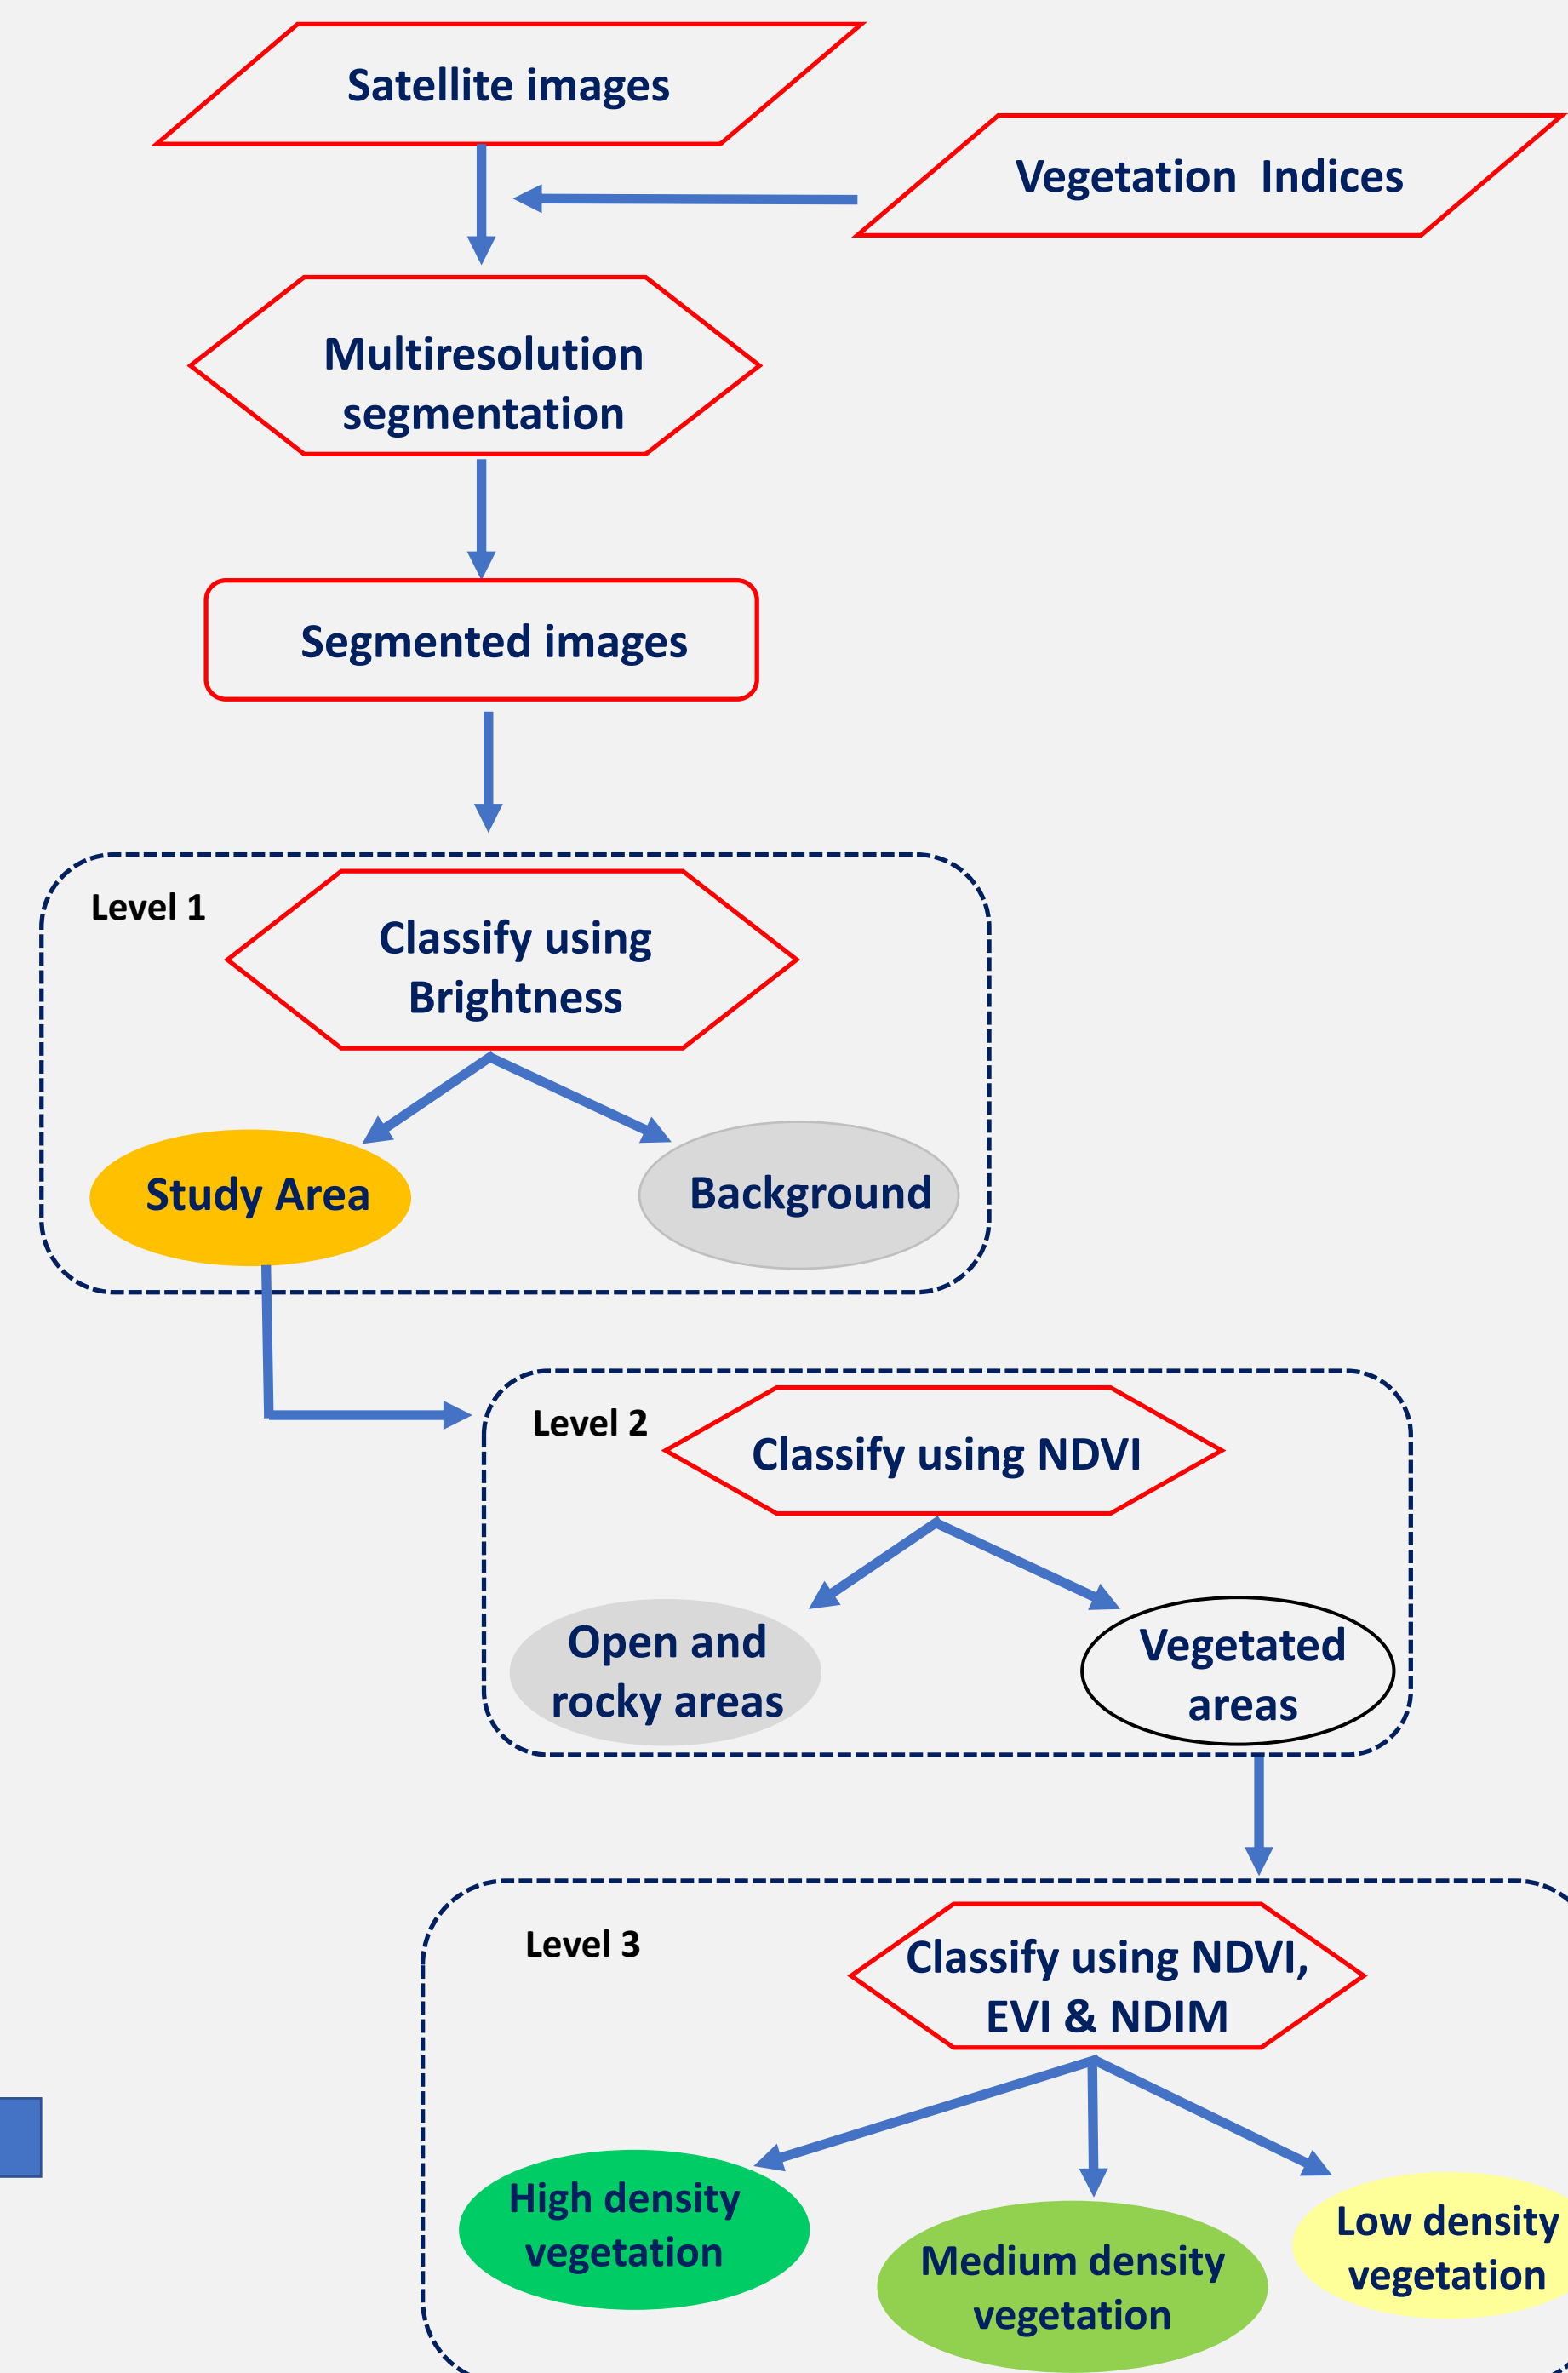 Satellite images
Vegetation Indices
Multiresolution
segmentation
Segmented images
Level 1
Classify using
Brightness
Study Area
Background
Level 2
Classify using NDVI
Open and
rocky areas
Vegetated
areas
Level 3
Classify using NDVI,
EVI & NDIM
High density
vegetation
Medium density
vegetation
Low density
vegetation